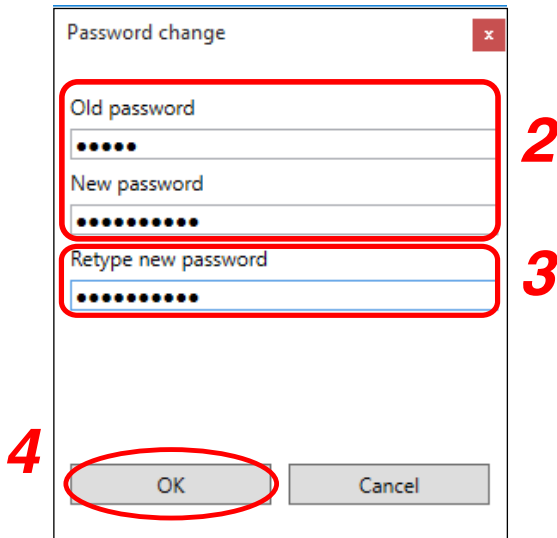 Password change
x
Old password
●●●●●
2
New password
●●●●●●●●●●
Retype new password
3
●●●●●●●●●●
4
OK
Cancel